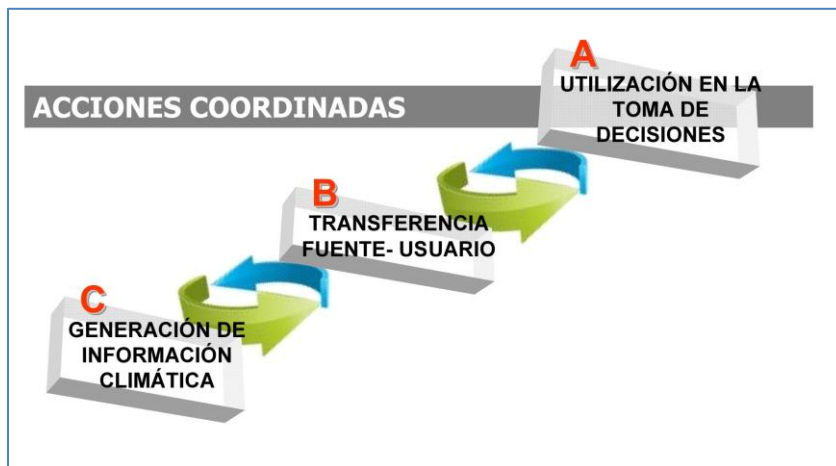 A
UTILIZACIÓN EN LA
TOMA DE
DECISIONES
ACCIONES COORDINADAS
B
TRANSFERENCIA
FUENTE- USUARIO
C
GENERACIÓN DE
INFORMACIÓN
CLIMÁTICA